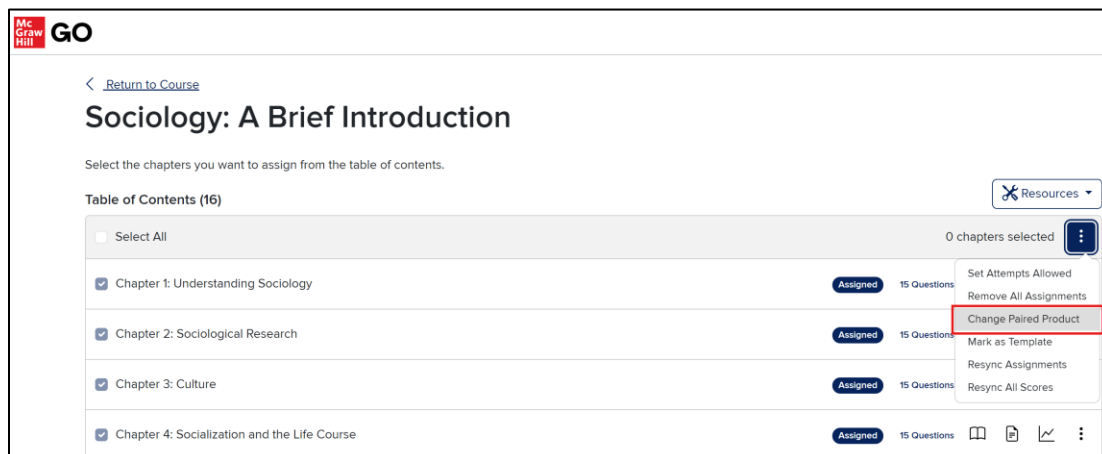 Mc
Graw
Hill
GO
Return to Course
Sociology: A Brief Introduction
Select the chapters you want to assign from the table of contents.
Table of Contents (16)
Resources
Select All
0 chapters selected
Chapter 1: Understanding Sociology
Assigned
15 Questions
Set Attempts Allowed
Remove All Assignments
Change Paired Product
Mark as Template
Resync Assignments
Resync All Scores
Chapter 2: Sociological Research
Assigned
15 Questions
Chapter 3: Culture
Assigned
15 Questions
Chapter 4: Socialization and the Life Course
Assigned
15 Questions